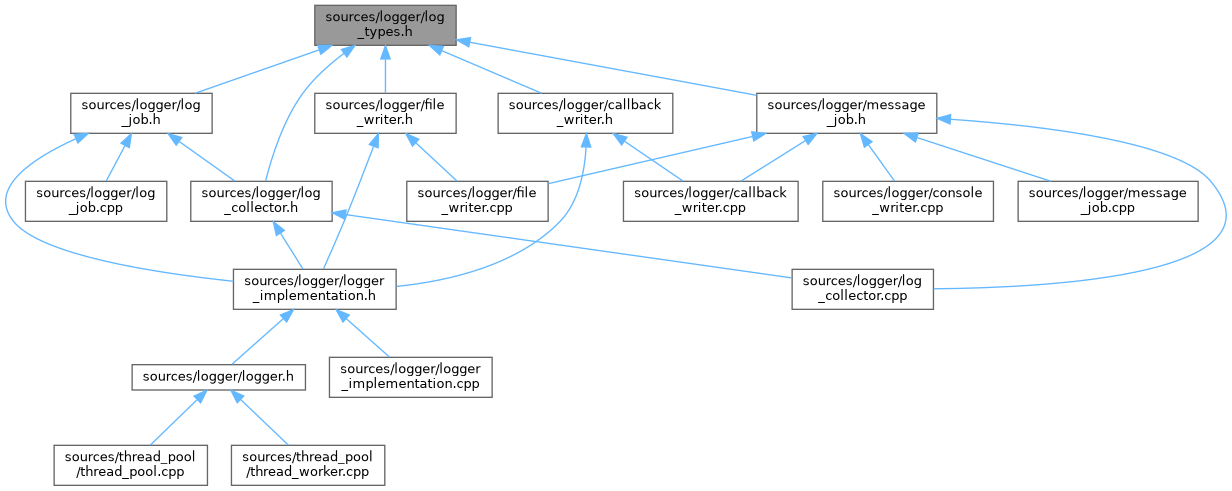 sources/logger/log
_types.h
sources/logger/log
_job.h
sources/logger/file
_writer.h
sources/logger/callback
_writer.h
sources/logger/message
_job.h
sources/logger/log
_job.cpp
sources/logger/log
_collector.h
sources/logger/file
_writer.cpp
sources/logger/callback
_writer.cpp
sources/logger/console
_writer.cpp
sources/logger/message
_job.cpp
sources/logger/logger
_implementation.h
sources/logger/log
_collector.cpp
sources/logger/logger.h
sources/logger/logger
_implementation.cpp
sources/thread_pool
/thread_pool.cpp
sources/thread_pool
/thread_worker.cpp